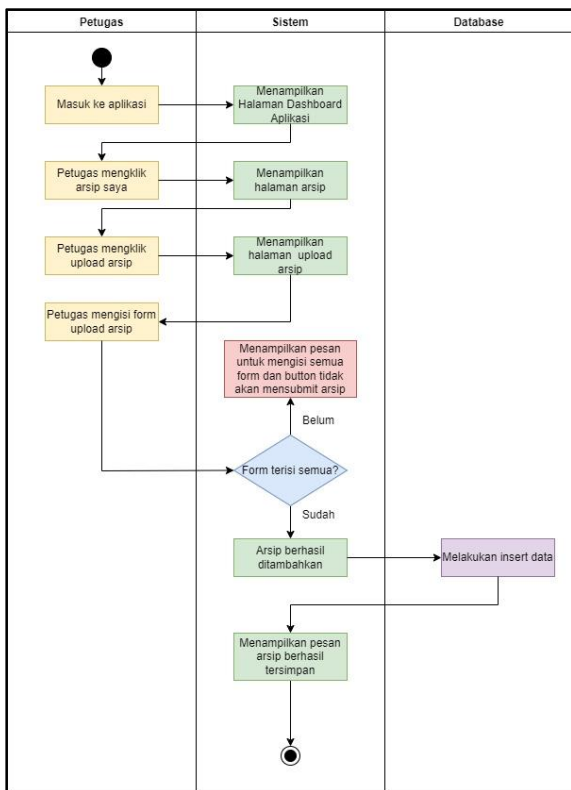 Petugas
Sistem
Database
Masuk ke aplikasi
Menampilkan
Halaman Dashboard
Aplikasi
Petugas mengklik
arsip saya
Menampilkan
halaman arsip
Petugas mengklik
upload arsip
Menampilkan
halaman upload
arsip
Petugas mengisi form
upload arsip
Menampilkan pesan
untuk mengisi semua
form dan button tidak
akan mensubmit arsip
Belum
Form terisi semua?
Sudah
Arsip berhasil
ditambahkan
Melakukan insert data
Menampilkan pesan
arsip berhasil
tersimpan